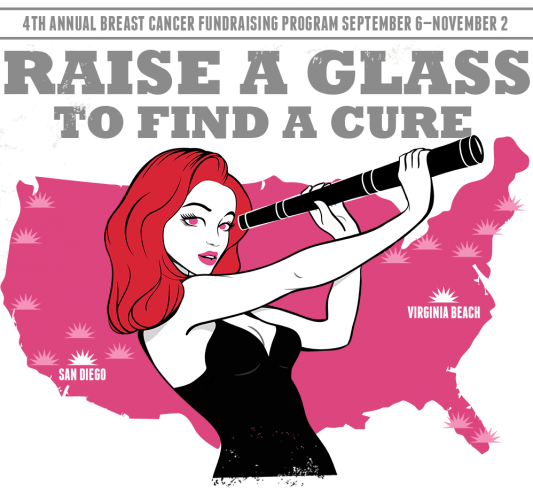 4TH ANNUAL BREAST CANCER FUNDRAISING PROGRAM SEPTEMBER 6–NOVEMBER 2
RAISE A GLASS
TO FIND A CURE
VIRGINIA BEACH
SAN DIEGO